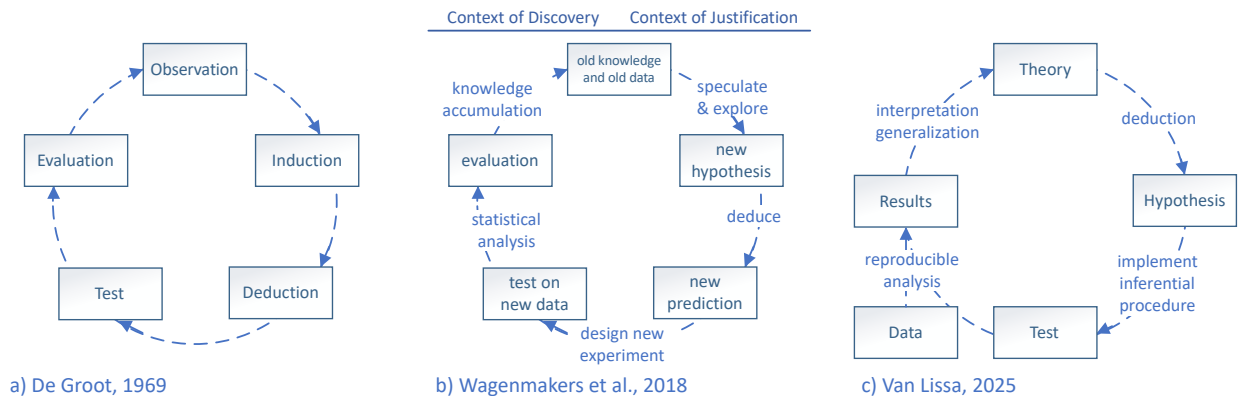 Context of Discovery
Context of Justification
Observation
Induction
Deduction
Test
Evaluation
a) De Groot, 1969
old knowledge
and old data
speculate
& explore
new
hypothesis
deduce
new
prediction
design new
experiment
test on
new data
statistical
analysis
evaluation
knowledge
accumulation
b) Wagenmakers et al., 2018
Theory
deduction
Hypothesis
implement
inferential
procedure
Test
Data
reproducible
analysis
Results
interpretation
generalization
c) Van Lissa, 2025